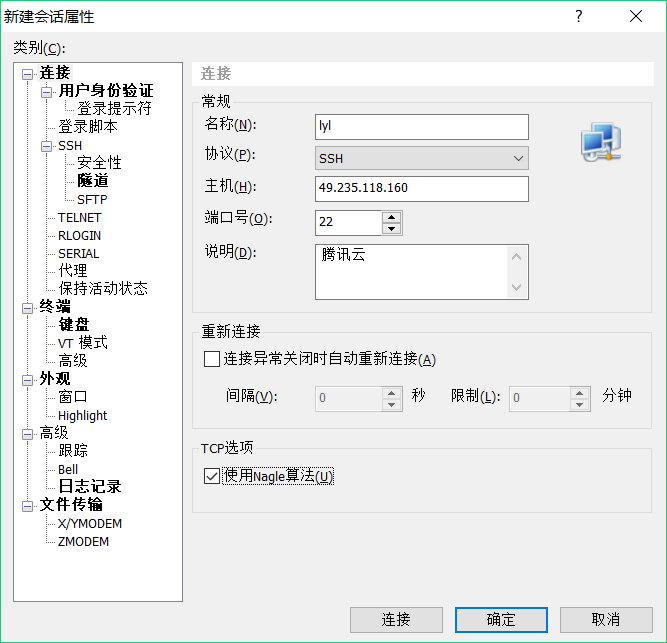 新建会话属性
类别(C):
连接
用户身份验证
登录提示符
登录脚本
SSH
安全性
隧道
SFTP
TELNET
RLOGIN
SERIAL
代理
保持活动状态
终端
键盘
VT 模式
高级
外观
窗口
Highlight
高级
跟踪
Bell
日志记录
文件传输
X/YMODEM
ZMODEM
连接
常规
名称(N): lyl
协议(P): SSH
主机(H): 49.235.118.160
端口号(O): 22
说明(D): 腾讯云
重新连接
连接异常关闭时自动重新连接(A)
间隔(V): 0 秒 限制(L): 0 分钟
TCP选项
使用Nagle算法(U)
连接 确定 取消